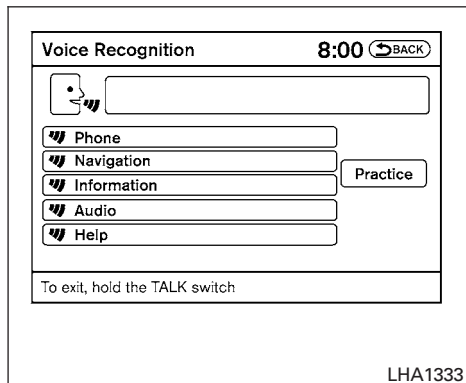 Voice Recognition 8:00 BACK
Phone
Navigation
Practice
Information
Audio
Help
To exit, hold the TALK switch
LHA1333